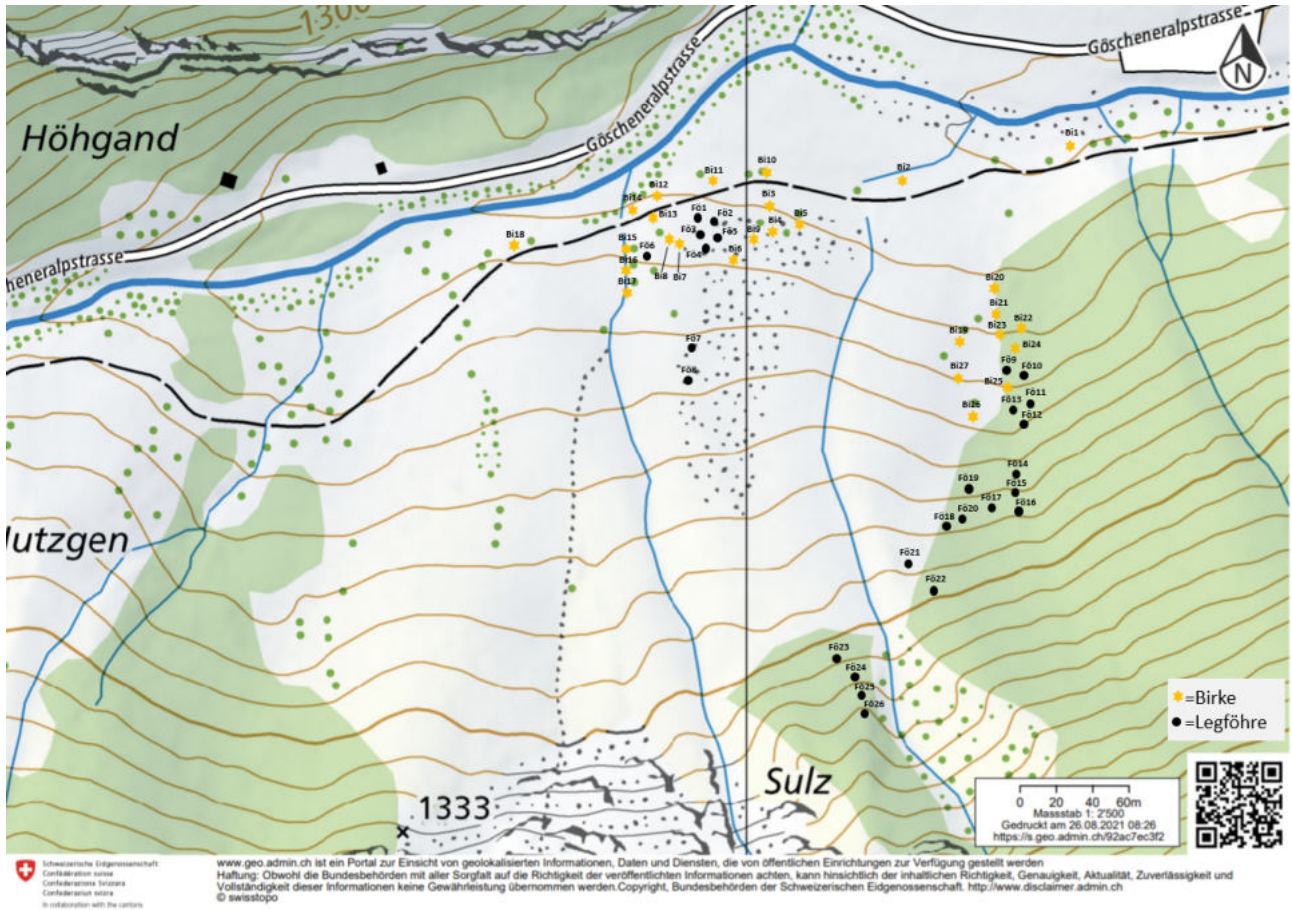 1300
Göscheneralpstrasse
Göscheneralpstrasse
N
Höhgand
Göscheneralpstrasse
Bi1
Bi2
Bi10
Bi11
Bi12
Bi3
Bi14
Bi13
Fö1
Fö2
Bi5
Bi4
Fö3
Fö5
Bi9
Bi18
Bi15
Fö6
Fö4
Bi6
heneralpstrasse
Bi16
Bi8
Bi7
Bi17
Bi20
Bi21
Bi22
Bi19
Bi23
Fö7
Bi24
Fö9
Fö8
Bi27
Fö10
Bi25
Fö11
Bi26
Fö13
Fö12
Fö14
Fö19
Fö15
Fö17
Fö16
Fö18
Fö20
lutzgen
Fö21
Fö22
Fö23
Fö24
Fö25
Fö26
=Birke
=Legföhre
Sulz
1333
0 20 40 60m
Massstab 1: 2'500
Gedruckt am 26.08.2021 08:26
https://s.geo.admin.ch/92ac7ec3f2
Schweizerische Eidgenossenschaft
Confédération suisse
Confederazione Svizzera
Confederaziun svizra
In collaboration with the cantons
www.geo.admin.ch ist ein Portal zur Einsicht von geolokalisierten Informationen, Daten und Diensten, die von öffentlichen Einrichtungen zur Verfügung gestellt werden
Haftung: Obwohl die Bundesbehörden mit aller Sorgfalt auf die Richtigkeit der veröffentlichten Informationen achten, kann hinsichtlich der inhaltlichen Richtigkeit, Genauigkeit, Aktualität, Zuverlässigkeit und
Vollständigkeit dieser Informationen keine Gewährleistung übernommen werden.Copyright, Bundesbehörden der Schweizerischen Eidgenossenschaft. http://www.disclaimer.admin.ch
© swisstopo